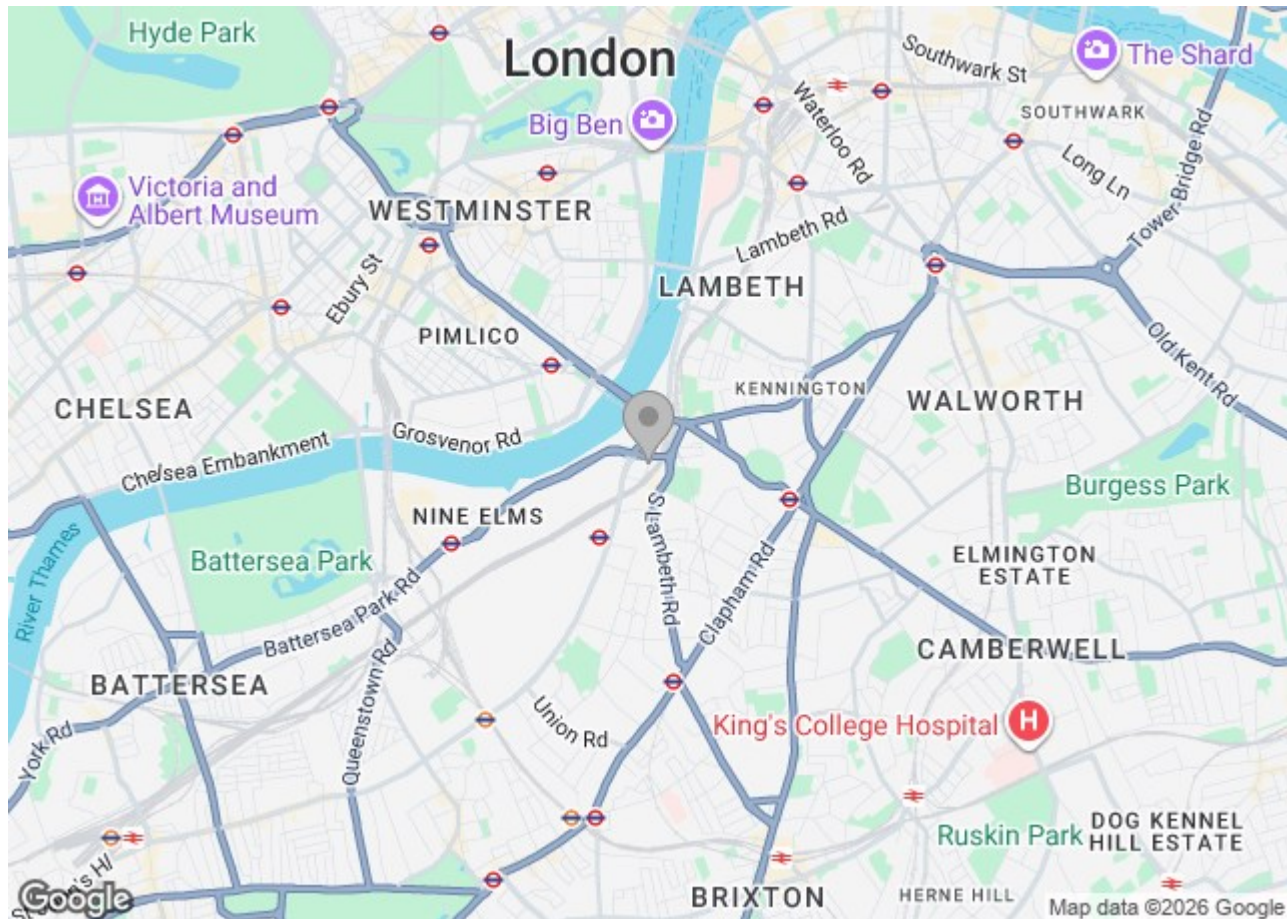 Hyde Park
London
Southwark St
The Shard
Big Ben
Waterloo Rd
SOUTHWARK
Long Ln
Tower Bridge Rd
Victoria and
Albert Museum
WESTMINSTER
Lambeth Rd
Ebury St
LAMBETH
PIMLICO
Old Kent Rd
KENNINGTON
CHELSEA
WALWORTH
Grosvenor Rd
Chelsea Embankment
Burgess Park
NINE ELMS
S Lambeth Rd
Clapham Rd
ELMINGTON
ESTATE
Battersea Park
River Thames
Battersea Park Rd
CAMBERWELL
BATTERSEA
Queenstown Rd
Union Rd
King's College Hospital
H
York Rd
Ruskin Park
DOG KENNEL
HILL ESTATE
BRIXTON
HERNE HILL
Google
Map data ©2026 Google